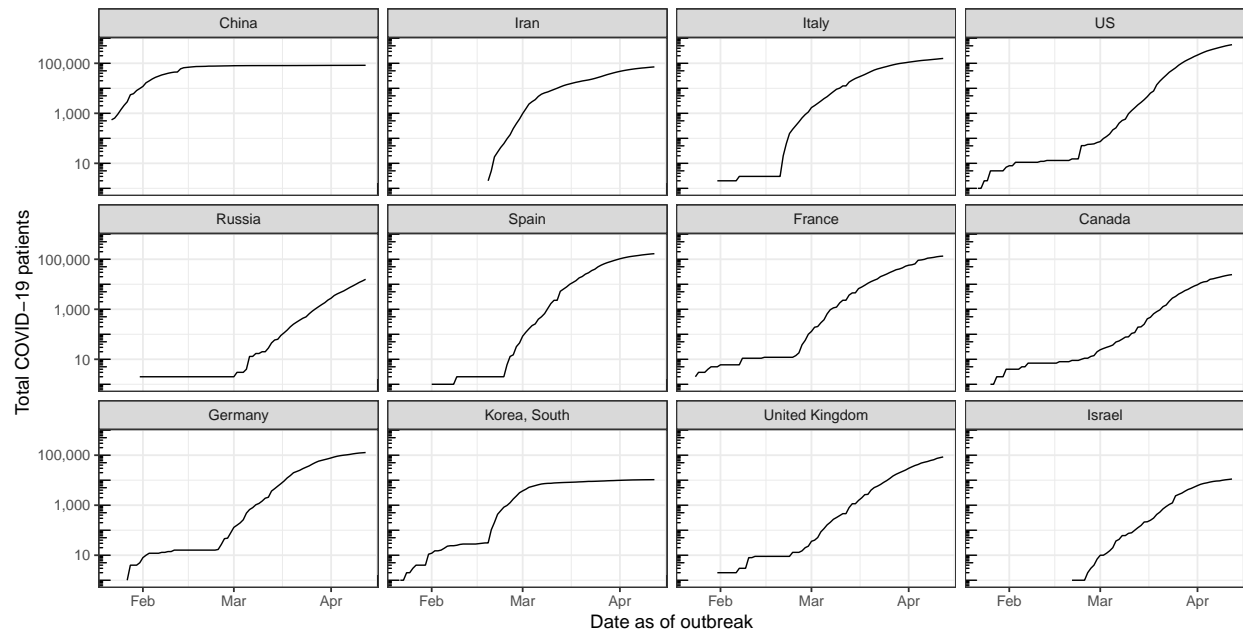 China
Iran
Italy
US
100,000
1,000
10
Russia
Spain
France
Canada
100,000
1,000
10
Total COVID−19 patients
Germany
Korea, South
United Kingdom
Israel
100,000
1,000
10
Feb Mar Apr
Feb Mar Apr
Feb Mar Apr
Feb Mar Apr
Date as of outbreak